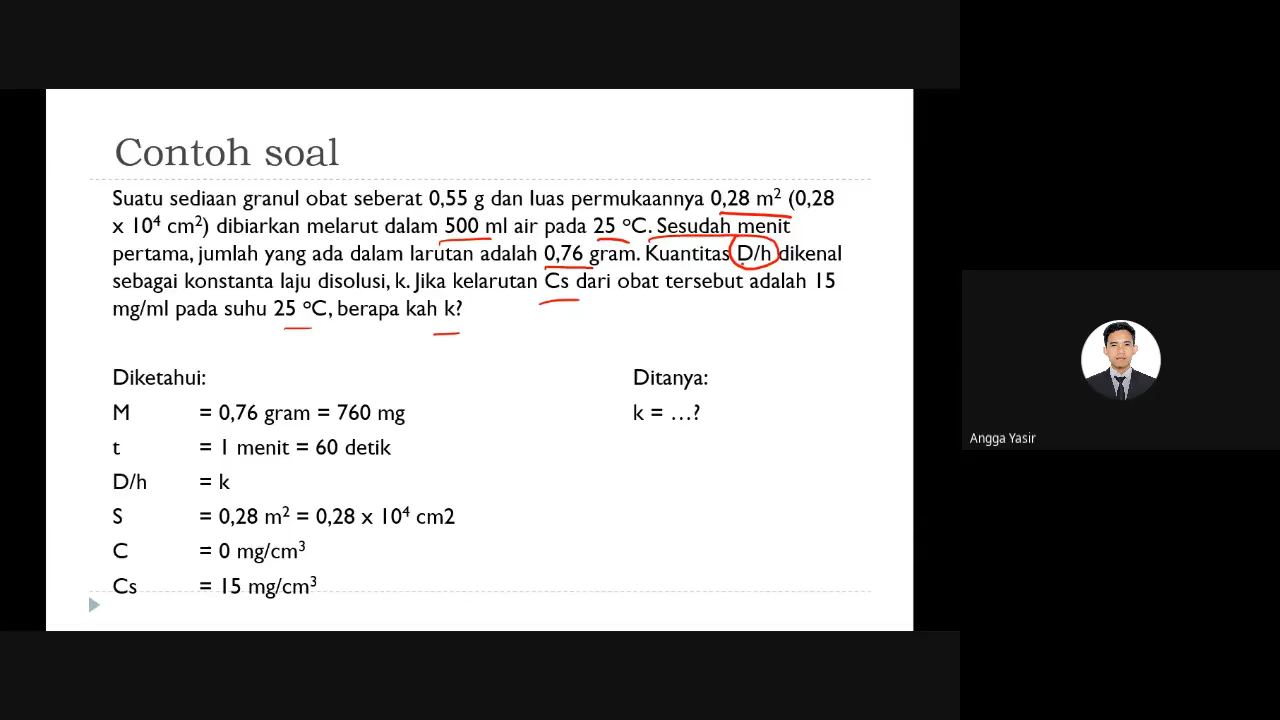 Contoh soal
Suatu sediaan granul obat seberat 0,55 g dan luas permukaannya 0,28 m² (0,28
x 10⁴ cm²) dibiarkan melarut dalam 500 ml air pada 25 °C. Sesudah menit
pertama, jumlah yang ada dalam larutan adalah 0,76 gram. Kuantitas D/h dikenal
sebagai konstanta laju disolusi, k. Jika kelarutan Cs dari obat tersebut adalah 15
mg/ml pada suhu 25 °C, berapa kah k?
Diketahui: Ditanya:
M = 0,76 gram = 760 mg k = …?
t = 1 menit = 60 detik
D/h = k
S = 0,28 m² = 0,28 x 10⁴ cm2
C = 0 mg/cm³
Cs = 15 mg/cm³
Angga Yasir